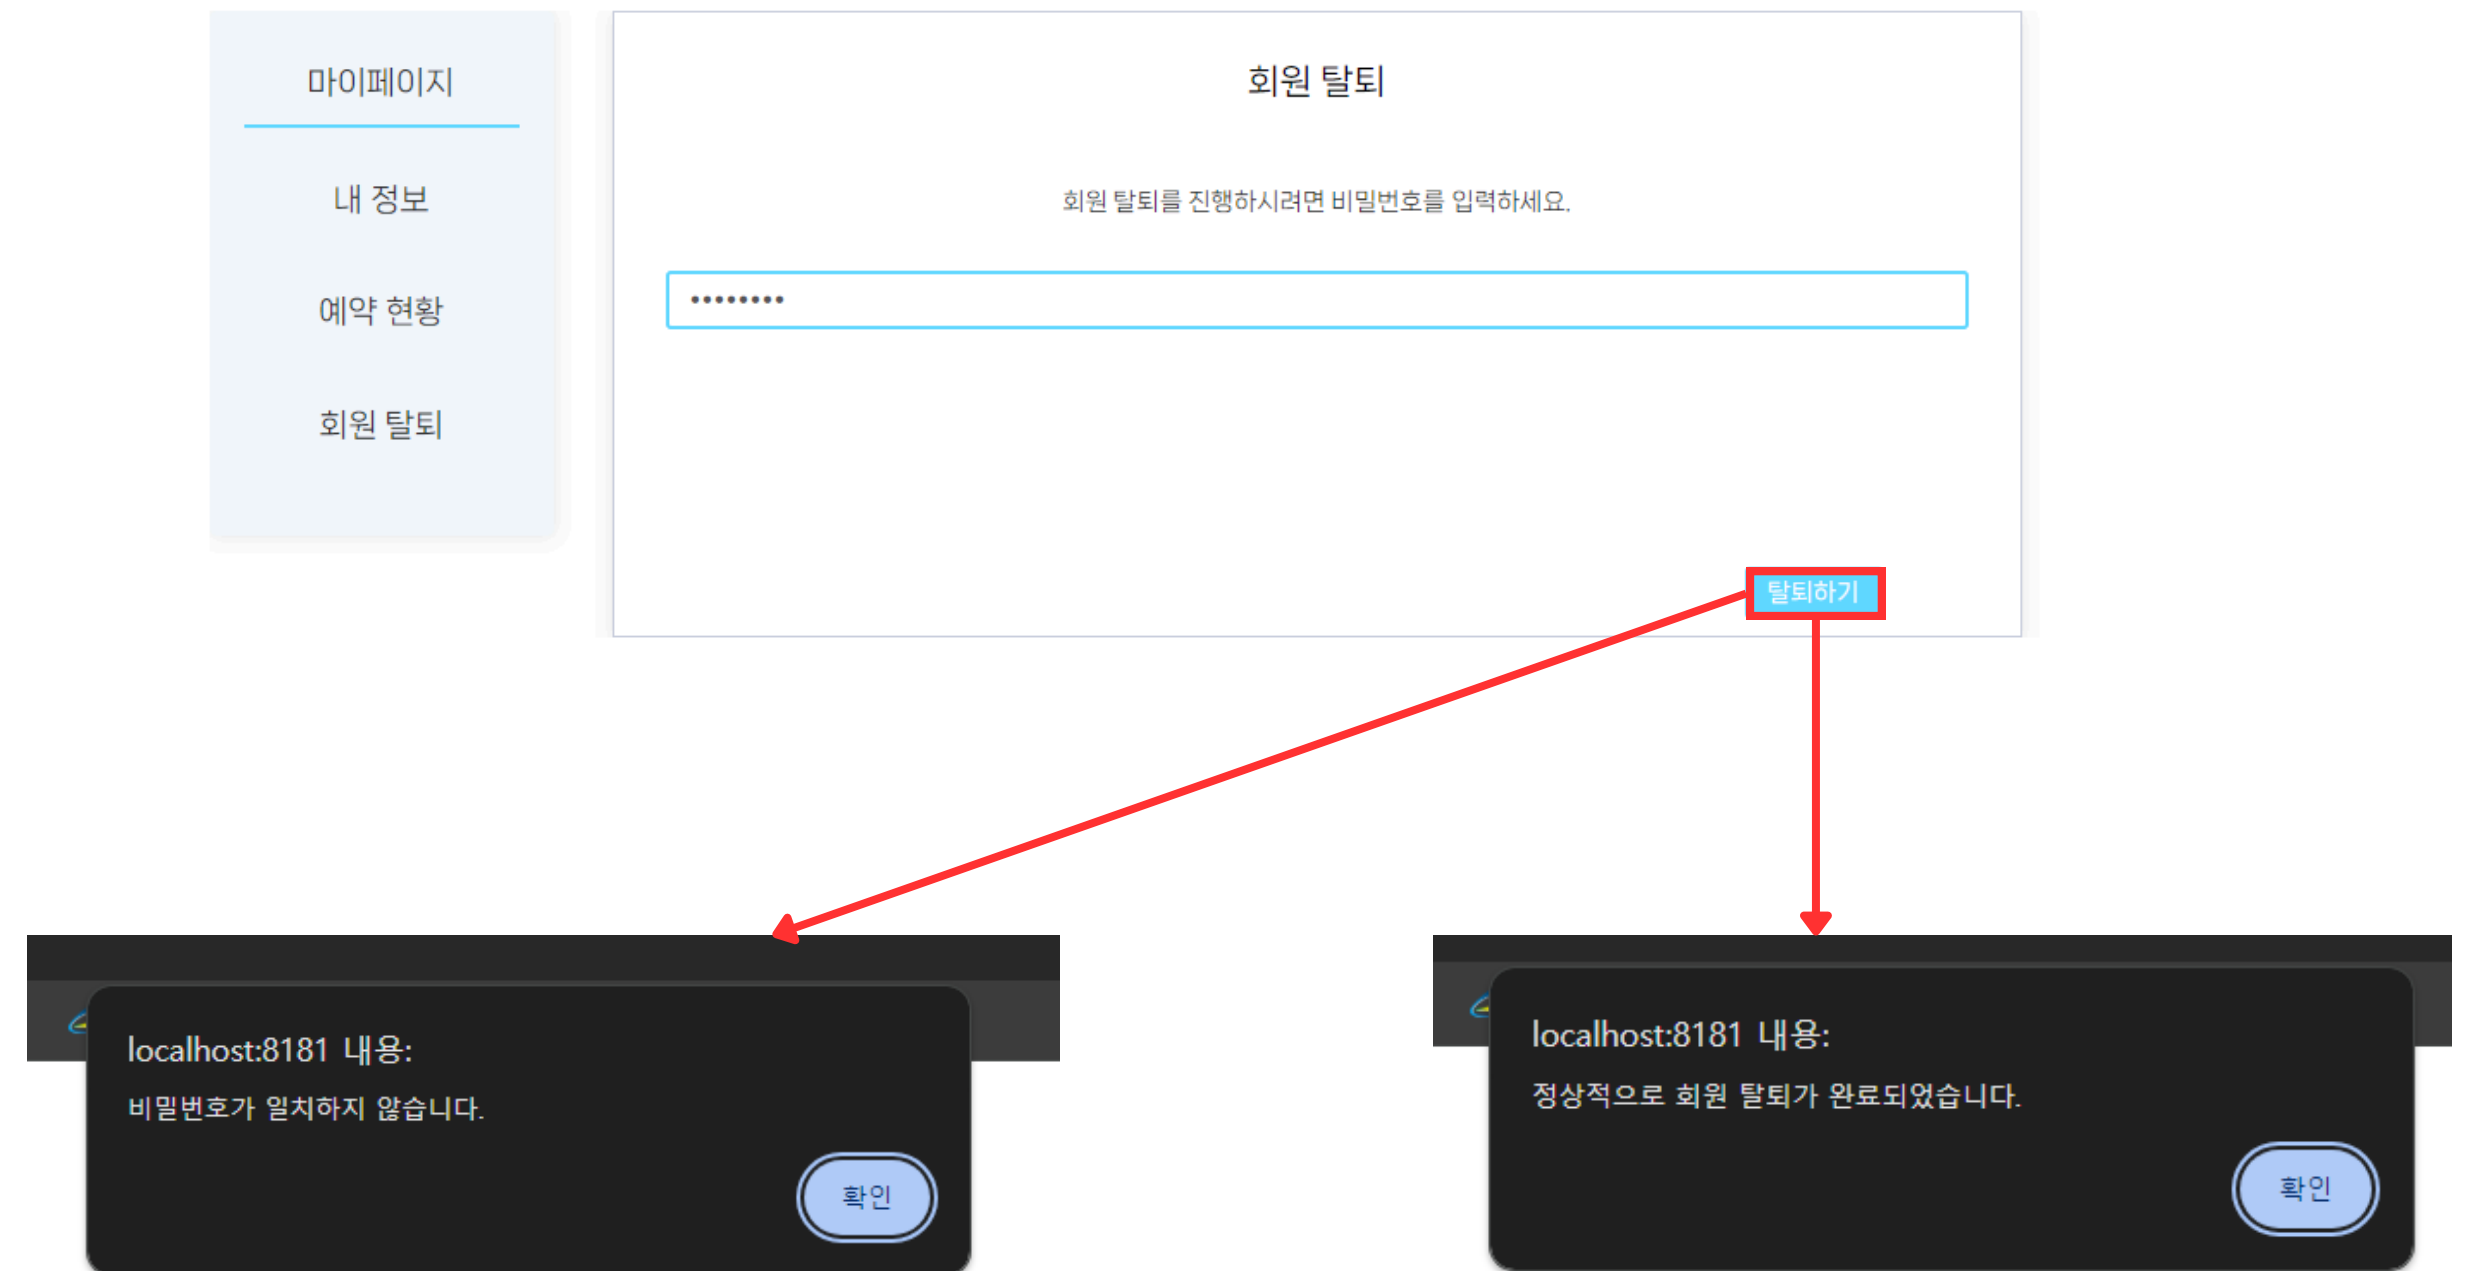 마이페이지
내 정보
예약 현황
회원 탈퇴
회원 탈퇴
회원 탈퇴를 진행하시려면 비밀번호를 입력하세요.
••••••••
탈퇴하기
localhost:8181 내용:
비밀번호가 일치하지 않습니다.
확인
localhost:8181 내용:
정상적으로 회원 탈퇴가 완료되었습니다.
확인